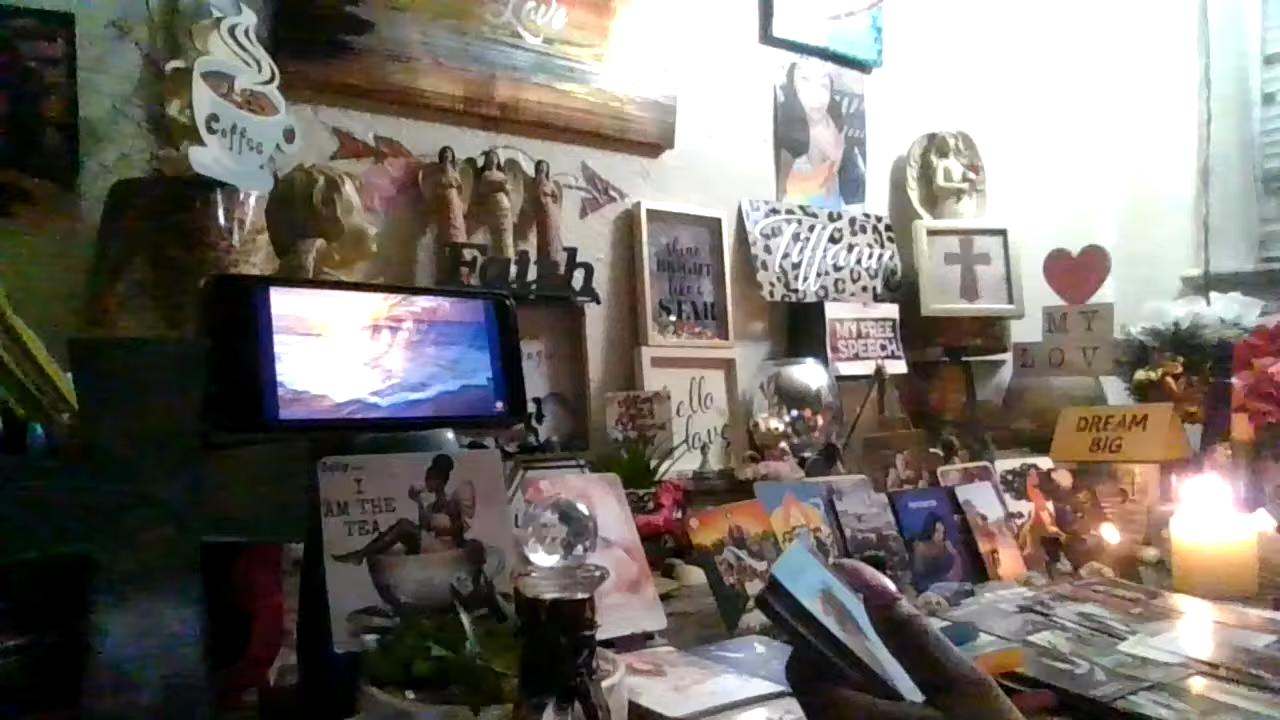 Love
Coffee
Faith
shine
BRIGHT
like a
STAR
Tiffany
MY FREE
SPEECH
MY
LOV
hello
love
DREAM
BIG
I
AM THE
TEA